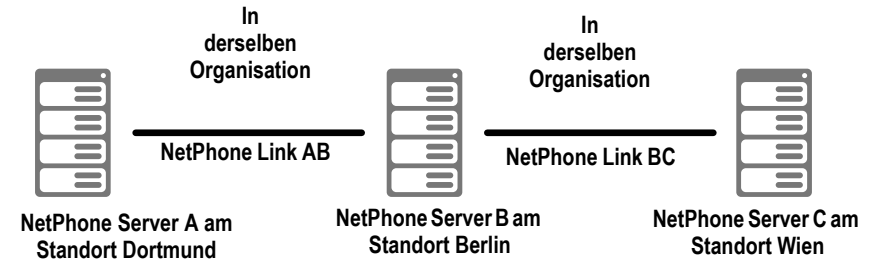 In
derselben
Organisation
In
derselben
Organisation
NetPhone Link AB
NetPhone Link BC
NetPhone Server A am
Standort Dortmund
NetPhone Server B am
Standort Berlin
NetPhone Server C am
Standort Wien